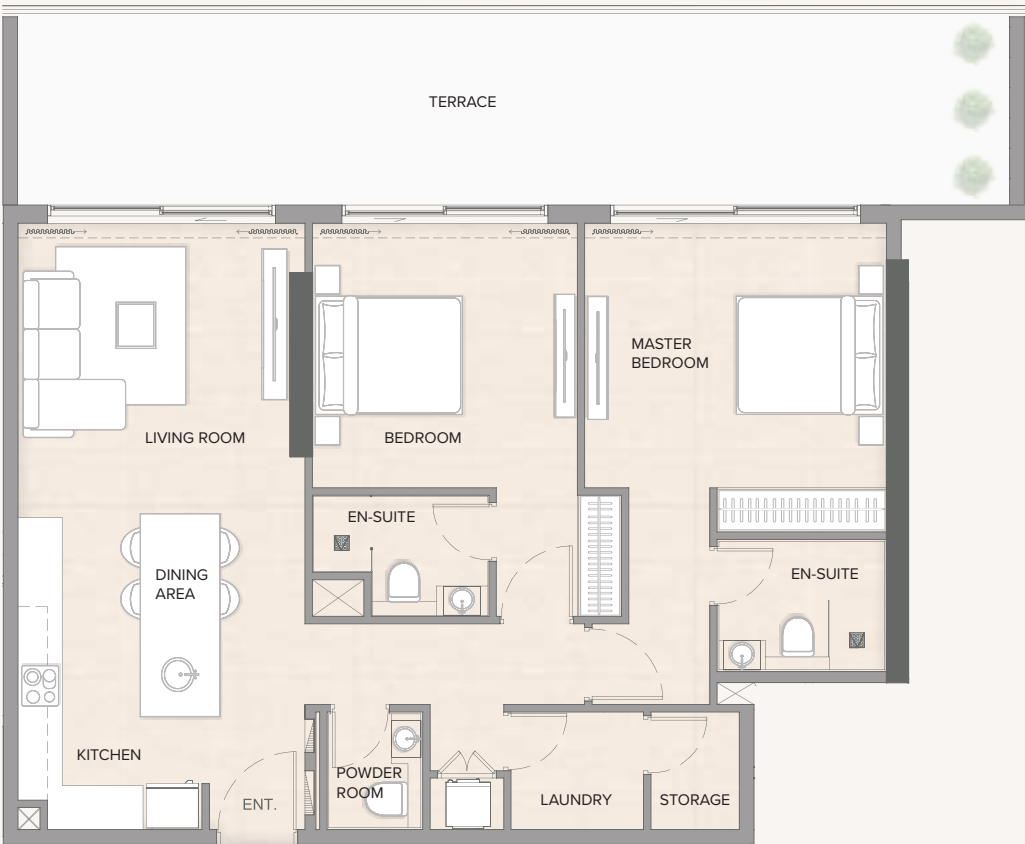 TERRACE
MASTER
BEDROOM
LIVING ROOM
BEDROOM
EN-SUITE
DINING
AREA
EN-SUITE
KITCHEN
POWDER
ROOM
ENT.
LAUNDRY
STORAGE